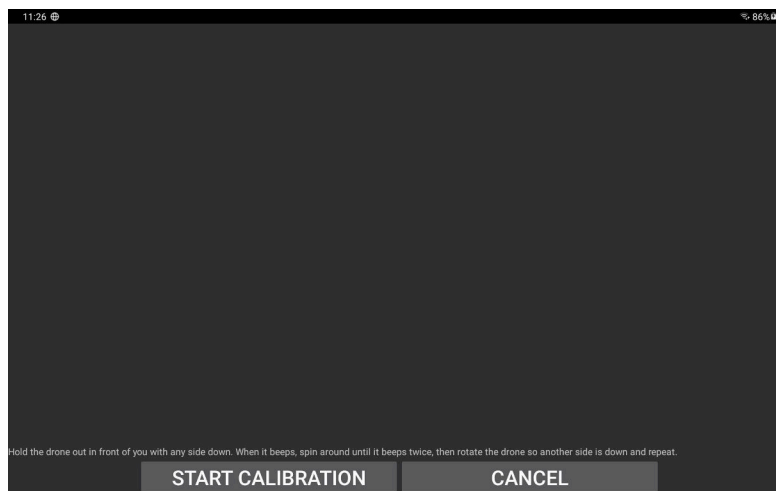 11:26
86%
Hold the drone out in front of you with any side down. When it beeps, spin around until it beeps twice, then rotate the drone so another side is down and repeat.
START CALIBRATION CANCEL